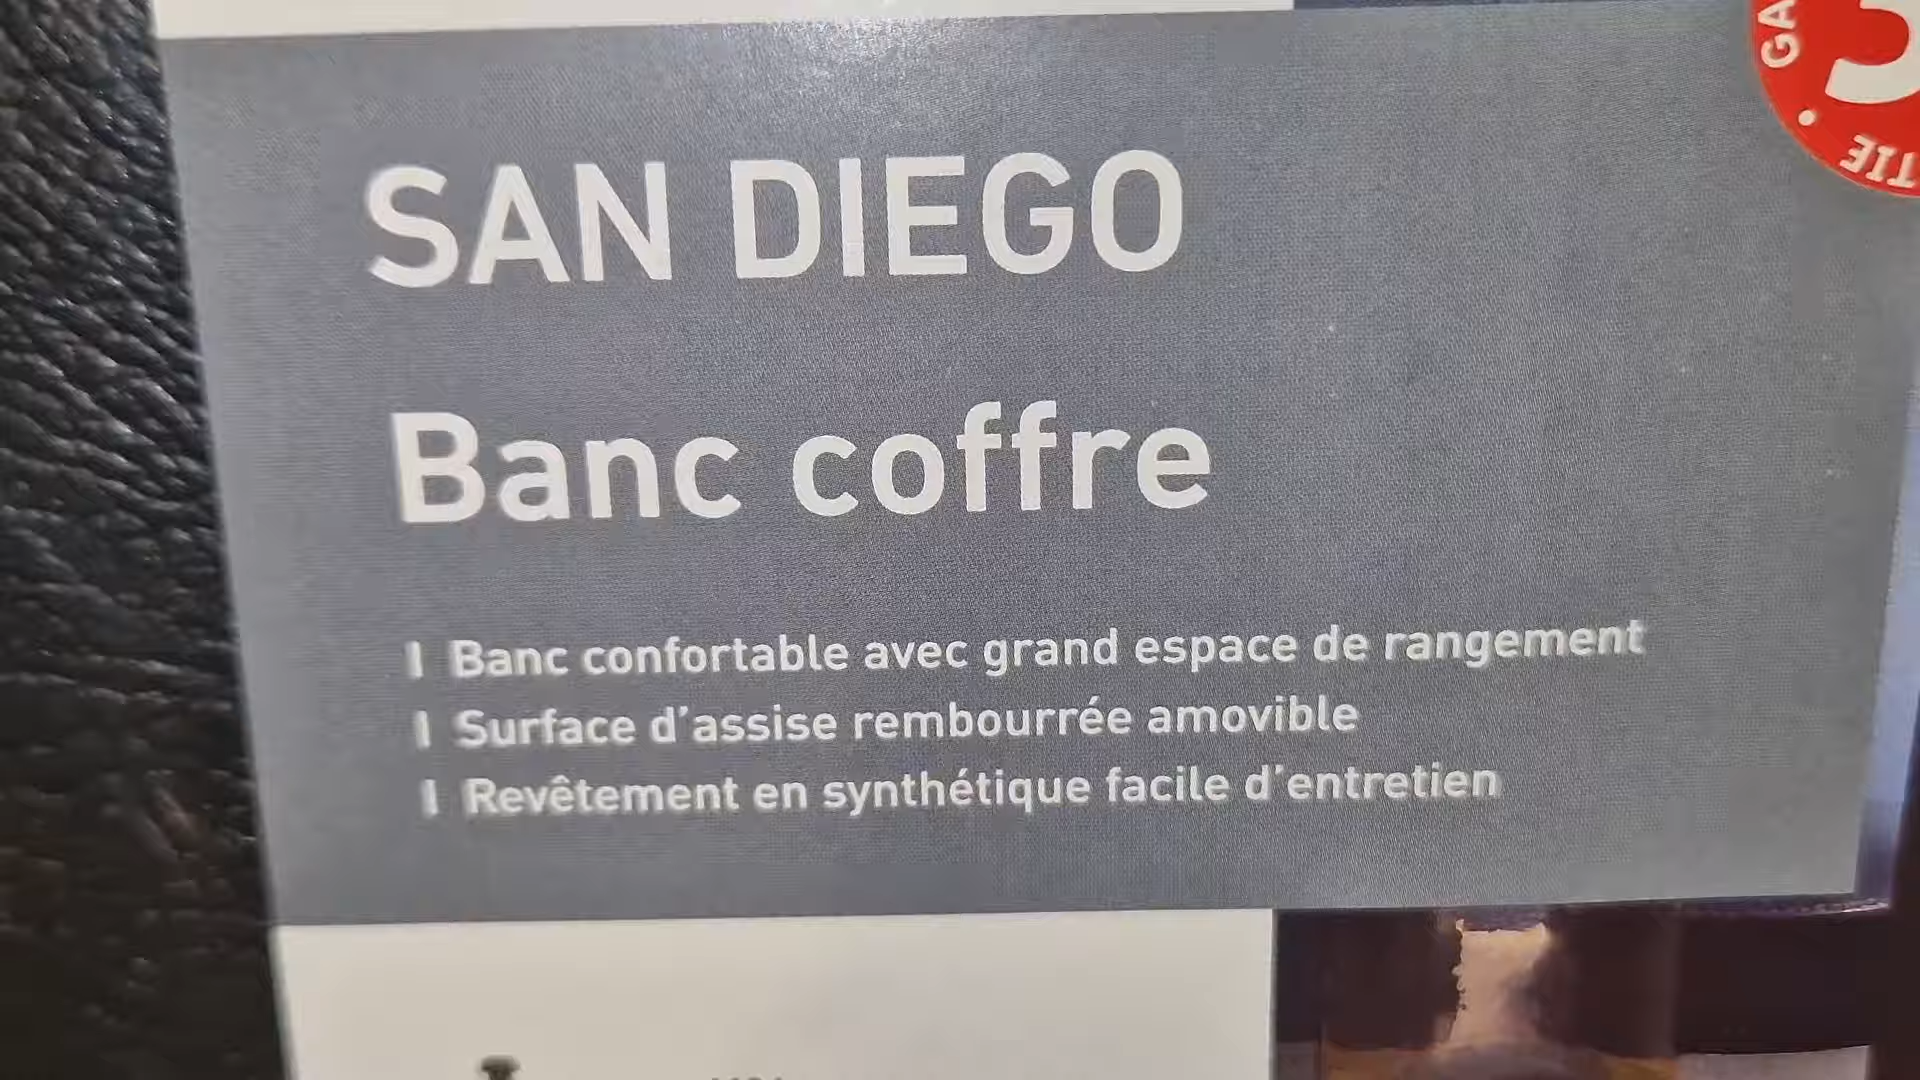 SAN DIEGO
Banc coffre
I Banc confortable avec grand espace de rangement
I Surface d'assise rembourrée amovible
I Revêtement en synthétique facile d'entretien